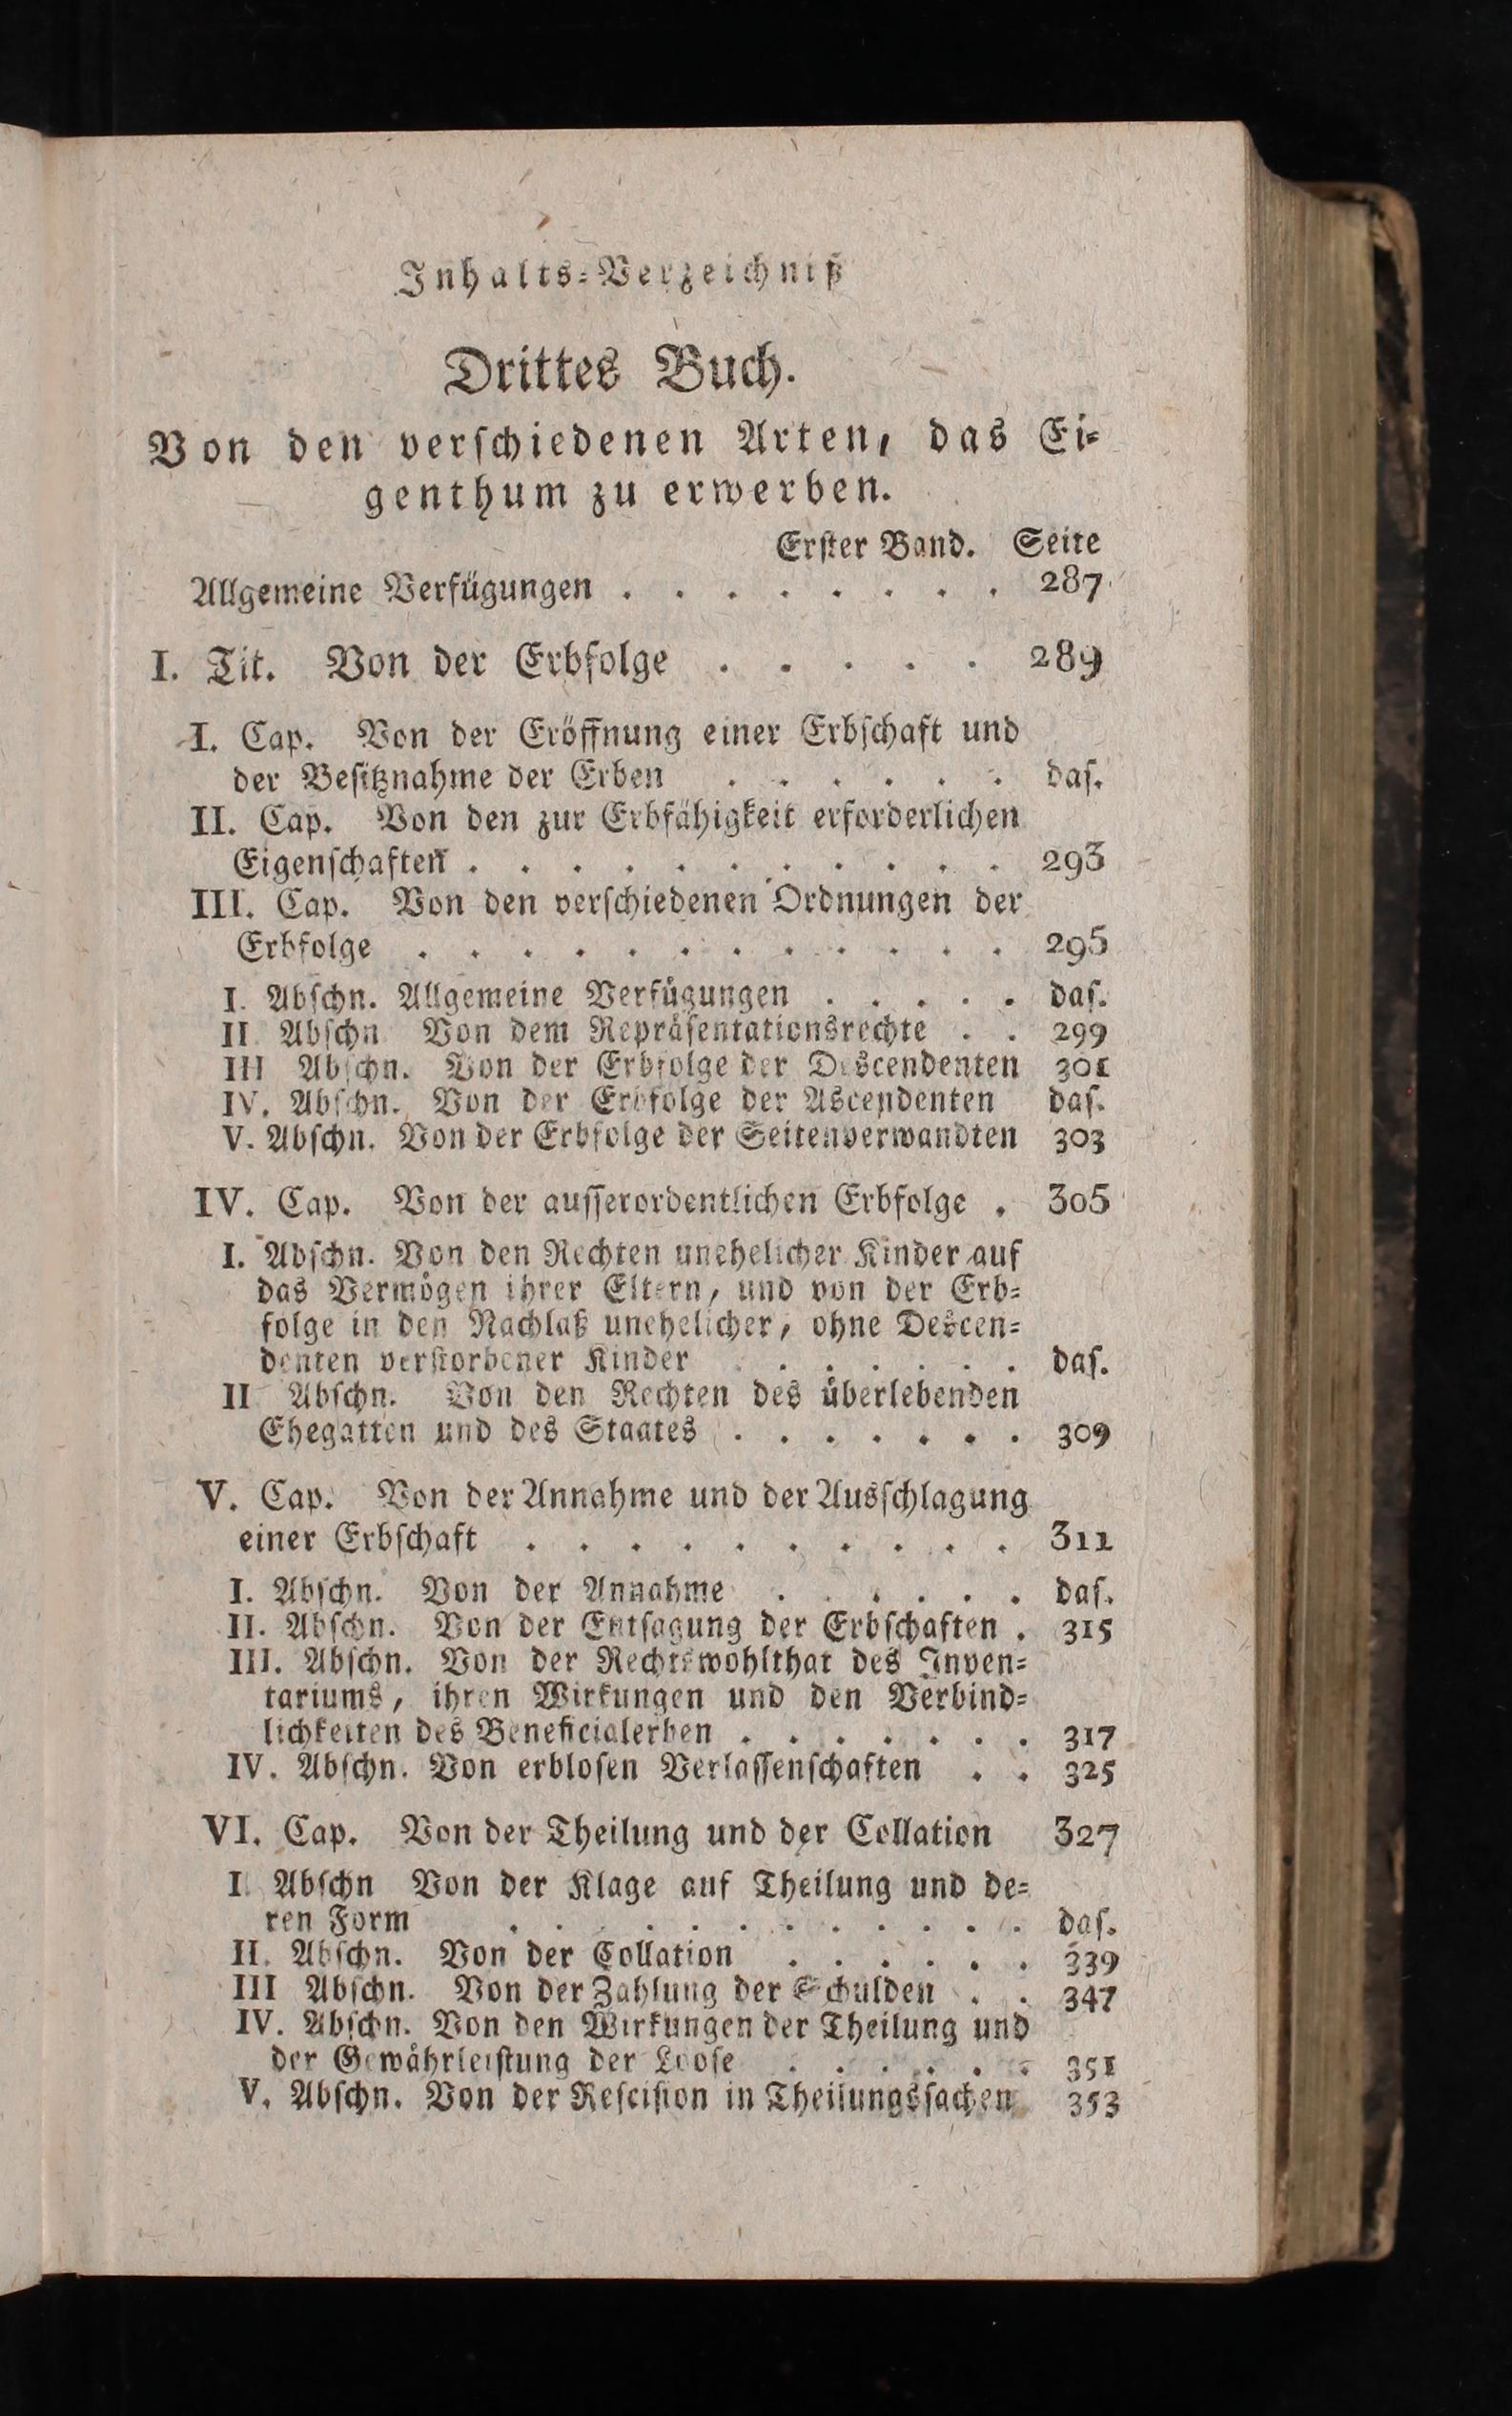 Inhalts-Verzeichniß
Drittes Buch.
Von den verschiedenen Arten, das Ei-
genthum zu erwerben.
Erster Band. Seite
Allgemeine Verfügungen . . . . . . . . 287
I. Tit. Von der Erbfolge . . . . . 289
I. Cap. Von der Eröffnung einer Erbschaft und
der Besitznahme der Erben . . . . . . das.
II. Cap. Von den zur Erbfähigkeit erforderlichen
Eigenschaften . . . . . . . . . . . 293
III. Cap. Von den verschiedenen Ordnungen der
Erbfolge . . . . . . . . . . . . 295
I. Abschn. Allgemeine Verfügungen . . . . . das.
II Abschn Von dem Repräsentationsrechte . . 299
III Abschn. Von der Erbfolge der Descendenten 301
IV. Abschn. Von der Erbfolge der Ascendenten das.
V. Abschn. Von der Erbfolge der Seitenverwandten 303
IV. Cap. Von der ausserordentlichen Erbfolge . 305
I. Abschn. Von den Rechten unehelicher Kinder auf
das Vermögen ihrer Eltern, und von der Erb-
folge in den Nachlaß unehelicher, ohne Descen-
denten verstorbener Kinder . . . . . . . das.
II Abschn. Von den Rechten des überlebenden
Ehegatten und des Staates . . . . . . . 309
V. Cap. Von der Annahme und der Ausschlagung
einer Erbschaft . . . . . . . . . . 311
I. Abschn. Von der Annahme . . . . . . das.
II. Abschn. Von der Entsagung der Erbschaften . 315
III. Abschn. Von der Rechtswohlthat des Inven-
tariums, ihren Wirkungen und den Verbind-
lichkeiten des Beneficialerben . . . . . . . 317
IV. Abschn. Von erblosen Verlassenschaften . . 325
VI. Cap. Von der Theilung und der Collation 327
I. Abschn Von der Klage auf Theilung und de-
ren Form . . . . . . . . . . . . das.
II. Abschn. Von der Collation . . . . . . 339
III Abschn. Von der Zahlung der Schulden . . 347
IV. Abschn. Von den Wirkungen der Theilung und
der Gewährleistung der Loose . . . . . . 351
V. Abschn. Von der Rescision in Theilungssachen 353